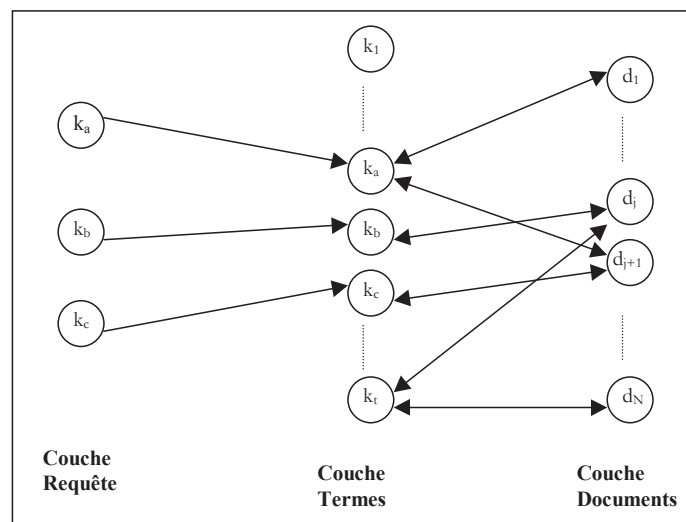 k1
d1
ka
ka
kb
kb
dj
dj+1
kc
kc
kt
dN
Couche
Requête
Couche
Termes
Couche
Documents